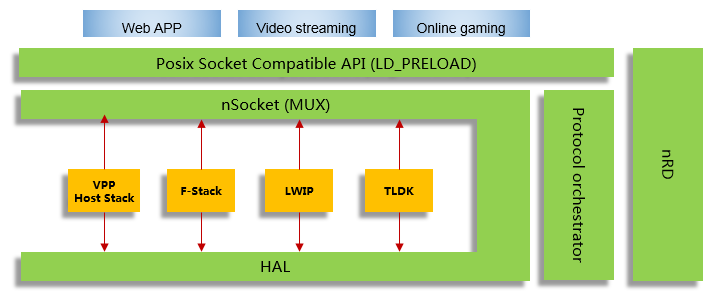 Web APP
Video streaming
Online gaming
Posix Socket Compatible API (LD_PRELOAD)
nSocket (MUX)
VPP
Host Stack
F-Stack
LWIP
TLDK
HAL
Protocol orchestrator
nRD